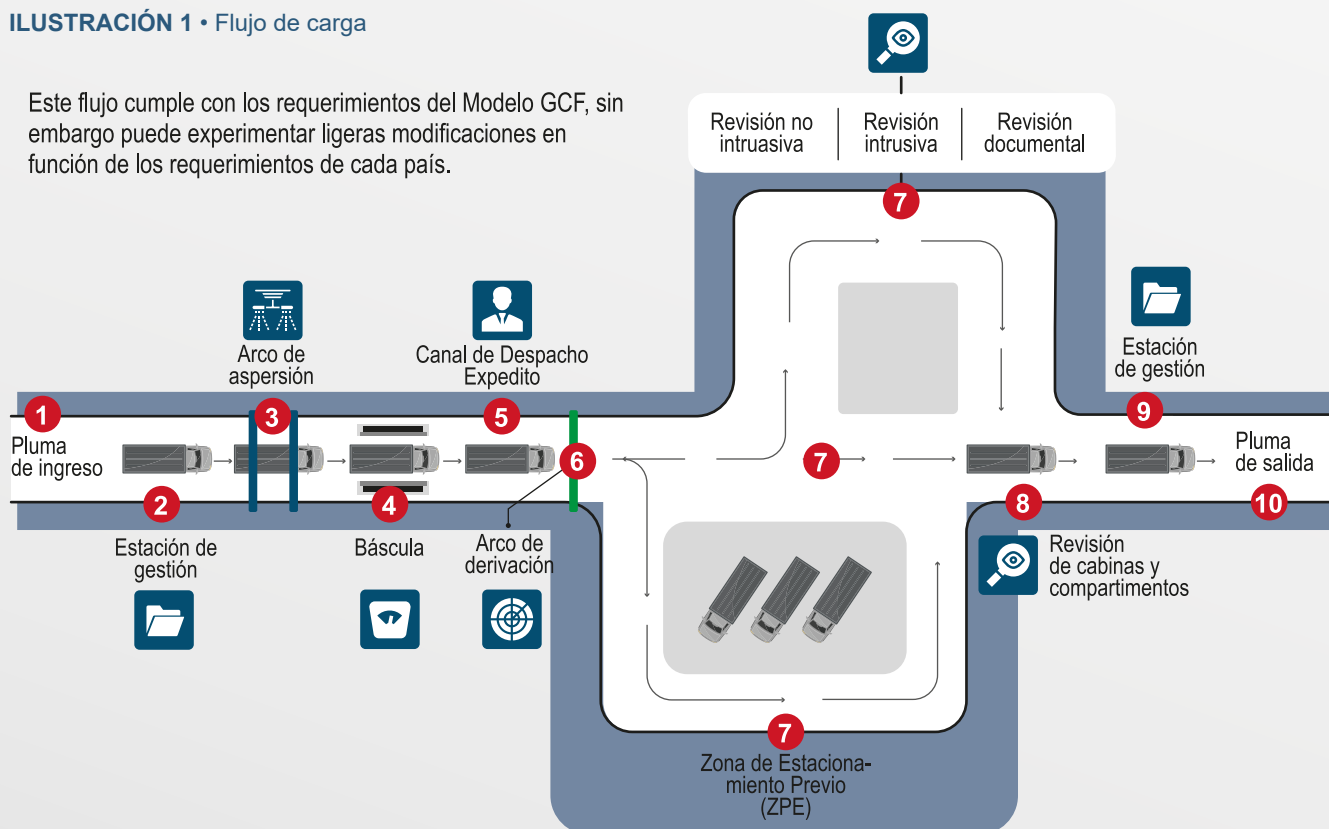 ILUSTRACIÓN 1 • Flujo de carga
Este flujo cumple con los requerimientos del Modelo GCF, sin
embargo puede experimentar ligeras modificaciones en
función de los requerimientos de cada país.
Revisión no
intruasiva
Revisión
intrusiva
Revisión
documental
7
Arco de
aspersión
Canal de Despacho
Expedito
Estación
de gestión
1
3
5
9
Pluma
de ingreso
6
7
Pluma
de salida
2
4
8
10
Estación de
gestión
Báscula
Arco de
derivación
Revisión
de cabinas y
compartimentos
7
Zona de Estaciona-
miento Previo
(ZPE)